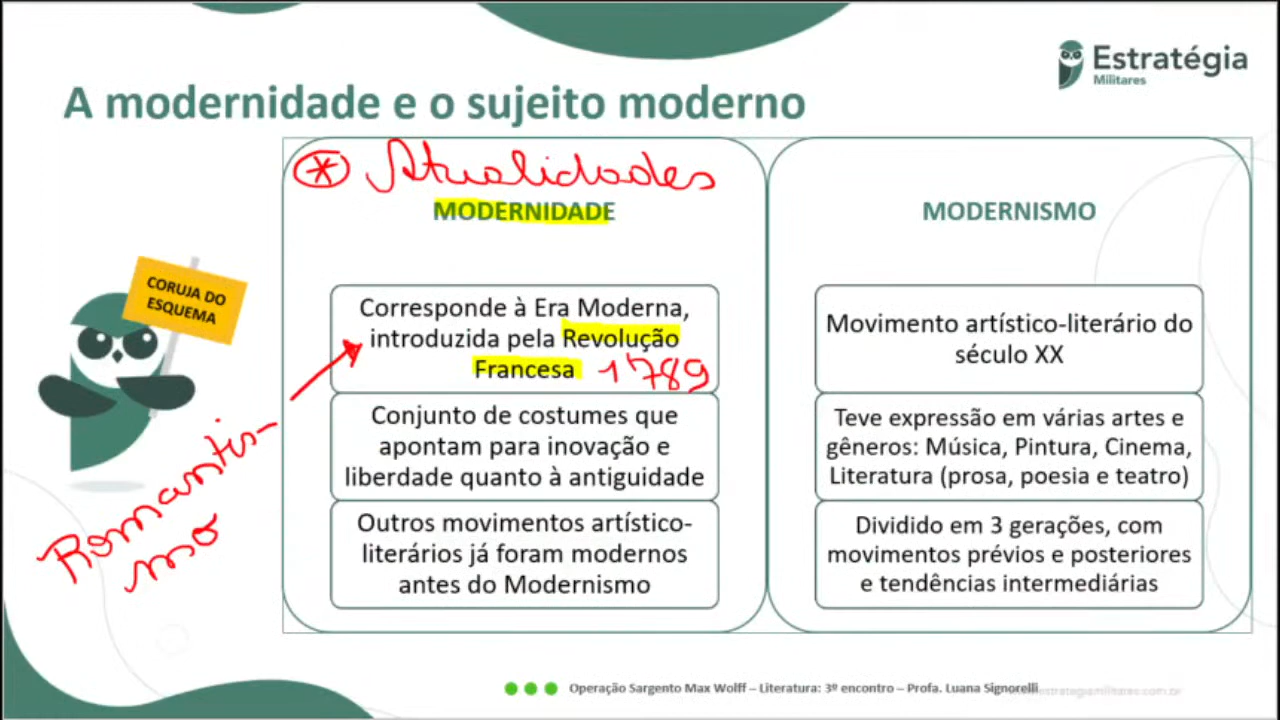 Estratégia
Militares
A modernidade e o sujeito moderno
* Atualidades
MODERNIDADE
Corresponde à Era Moderna,
introduzida pela Revolução
Francesa 1789
Conjunto de costumes que
apontam para inovação e
liberdade quanto à antiguidade
Outros movimentos artístico-
literários já foram modernos
antes do Modernismo
MODERNISMO
Movimento artístico-literário do
século XX
Teve expressão em várias artes e
gêneros: Música, Pintura, Cinema,
Literatura (prosa, poesia e teatro)
Dividido em 3 gerações, com
movimentos prévios e posteriores
e tendências intermediárias
CORUJA DO
ESQUEMA
Romantis-
mo
Operação Sargento Max Wolff – Literatura: 3º encontro – Profa. Luana Signorelli